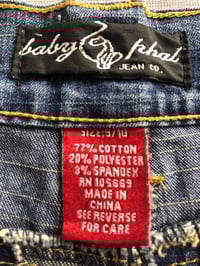 baby phat
JEAN CO.
SIZE: 9/10
77% COTTON
20% POLYESTER
3% SPANDEX
RN 105669
MADE IN
CHINA
SEE REVERSE
FOR CARE